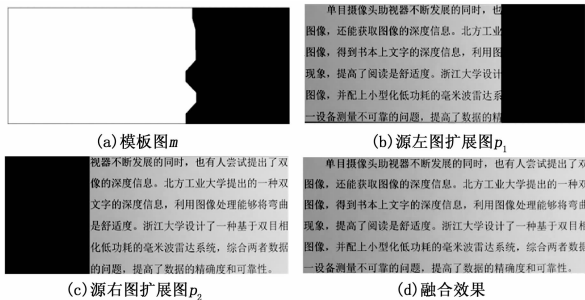 单目摄像头助视器不断发展的同时，也
图像，还能获取图像的深度信息。北方工业
图像，得到书本上文字的深度信息，利用图
现象，提高了阅读是舒适度。浙江大学设计
图像，并配上小型化低功耗的毫米波雷达系
一设备测量不可靠的问题，提高了数据的精
(a)模板图m
(b)源左图扩展图p₁
视器不断发展的同时，也有人尝试提出了双
像的深度信息。北方工业大学提出的一种双
文字的深度信息，利用图像处理能够将弯曲
是舒适度。浙江大学设计了一种基于双目相
化低功耗的毫米波雷达系统，综合两者数据
的问题，提高了数据的精确度和可靠性。
单目摄像头助视器不断发展的同时，也有人尝试提出了双
图像，还能获取图像的深度信息。北方工业大学提出的一种双
图像，得到书本上文字的深度信息，利用图像处理能够将弯曲
现象，提高了阅读是舒适度。浙江大学设计了一种基于双目相
图像，并配上小型化低功耗的毫米波雷达系统，综合两者数据
一设备测量不可靠的问题，提高了数据的精确度和可靠性。
(c)源右图扩展图p₂
(d)融合效果